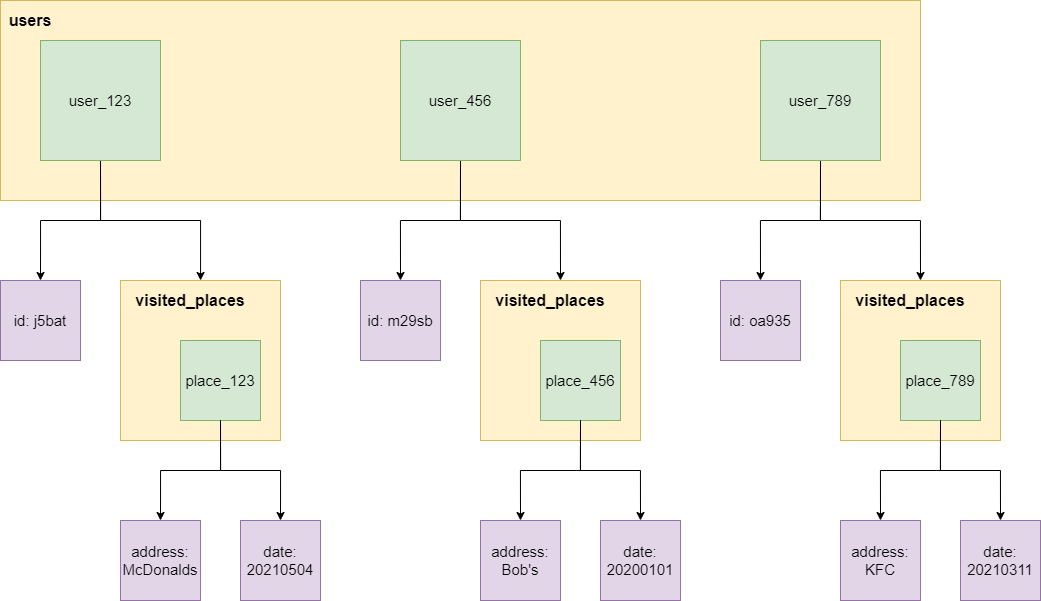 users
user_123
user_456
user_789
id: j5bat
visited_places
id: m29sb
visited_places
id: oa935
visited_places
place_123
place_456
place_789
address:
McDonalds
date:
20210504
address:
Bob's
date:
20200101
address:
KFC
date:
20210311